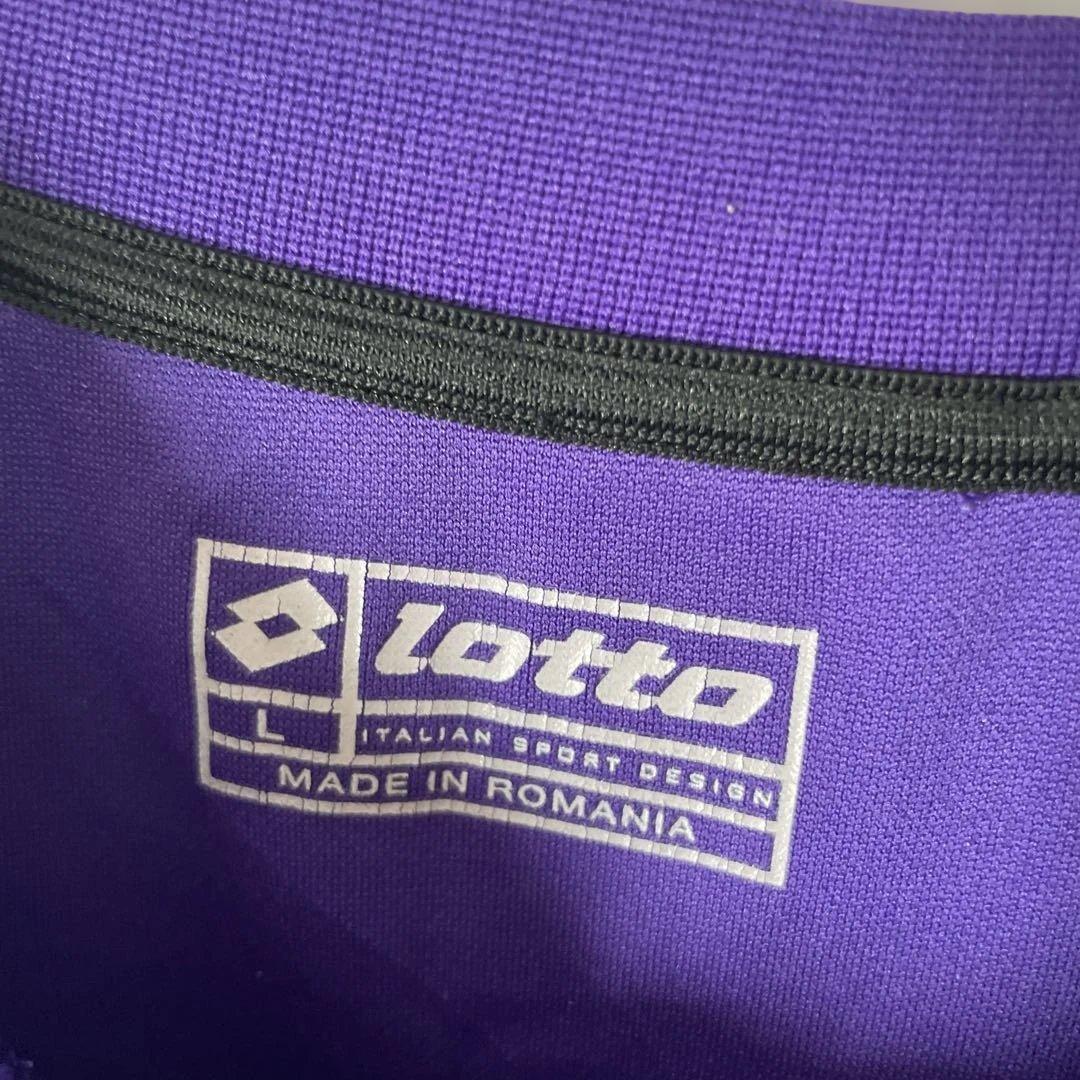 lotto
L
ITALIAN SPORT DESIGN
MADE IN ROMANIA